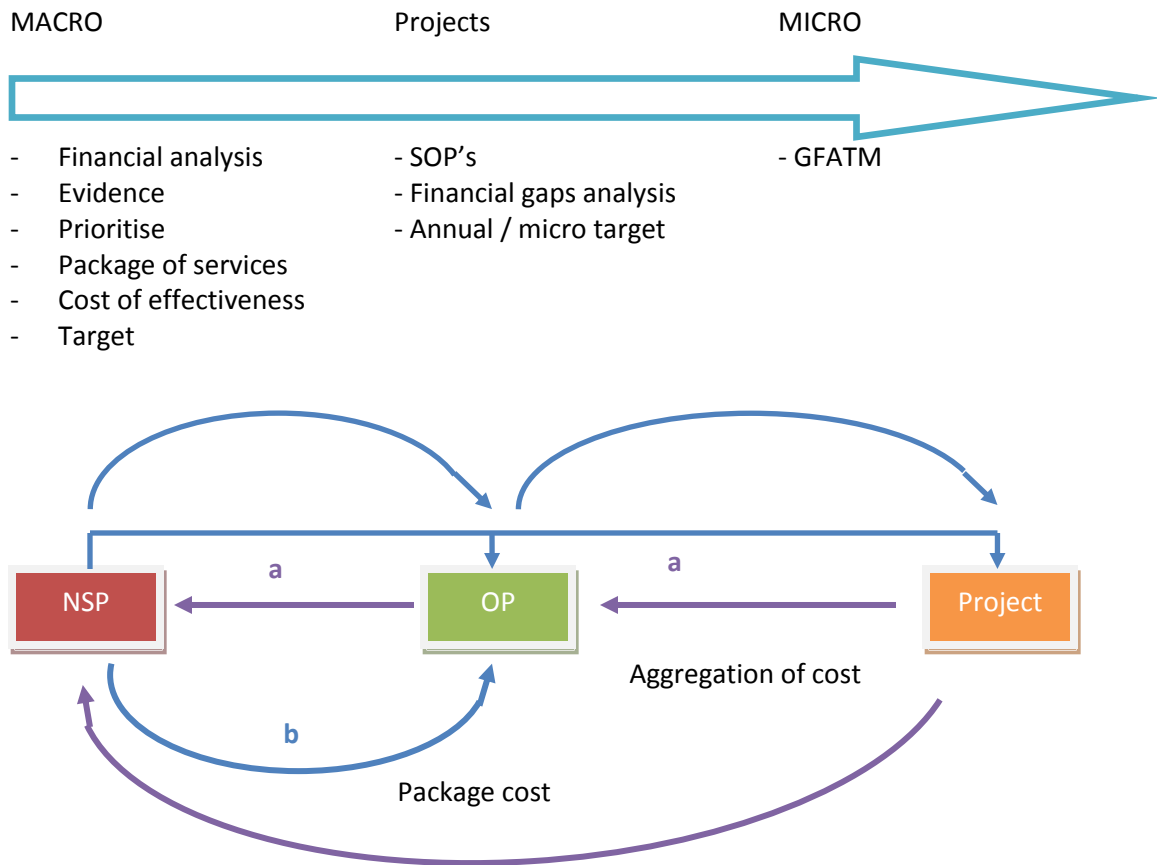 MACRO Projects MICRO
- Financial analysis - SOP's - GFATM
- Evidence - Financial gaps analysis
- Prioritise - Annual / micro target
- Package of services
- Cost of effectiveness
- Target
a a
NSP OP Project
Aggregation of cost
b
Package cost